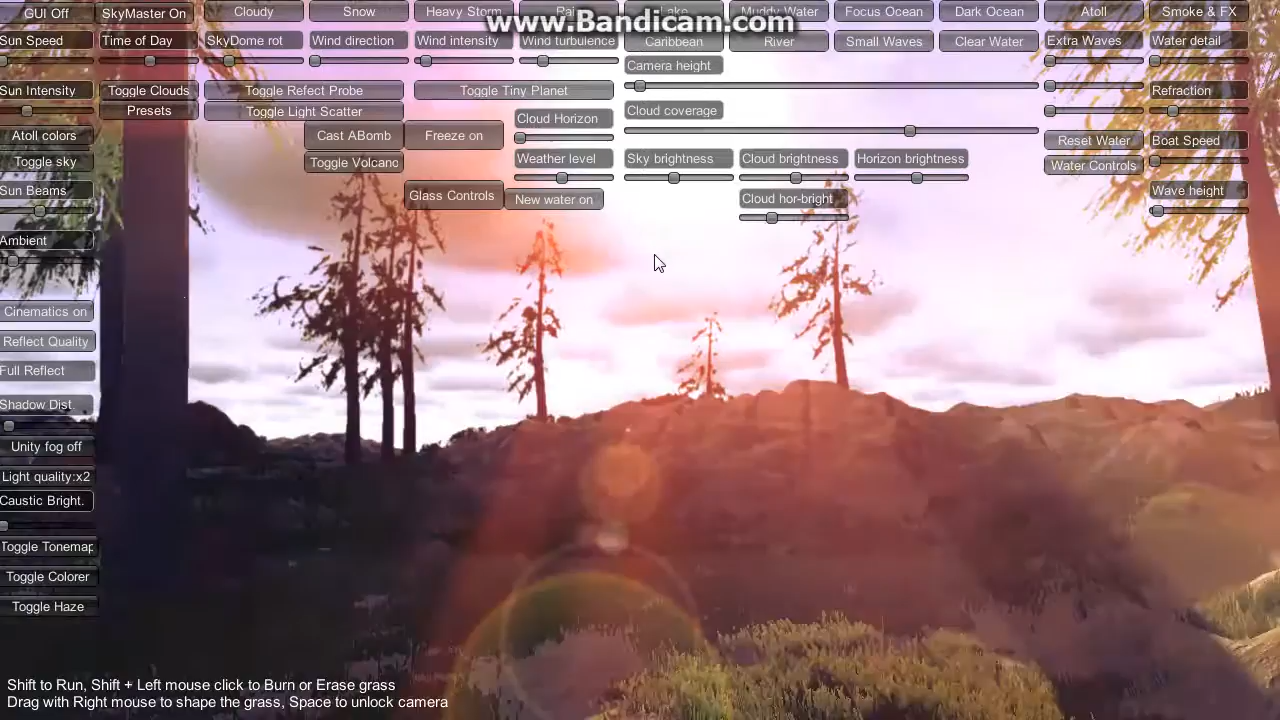 GUI Off
SkyMaster On
Cloudy
Snow
Heavy Storm
Lake
Muddy Water
Focus Ocean
Dark Ocean
Atoll
Smoke & FX
www.Bandicam.com
Sun Speed
Time of Day
SkyDome rot
Wind direction
Wind intensity
Wind turbulence
Caribbean
River
Small Waves
Clear Water
Extra Waves
Water detail
Camera height
Sun Intensity
Toggle Clouds
Toggle Refect Probe
Toggle Tiny Planet
Refraction
Presets
Toggle Light Scatter
Cloud Horizon
Cloud coverage
Atoll colors
Cast ABomb
Freeze on
Reset Water
Boat Speed
Toggle sky
Toggle Volcano
Weather level
Sky brightness
Cloud brightness
Horizon brightness
Water Controls
Sun Beams
Glass Controls
New water on
Cloud hor-bright
Wave height
Ambient
Cinematics on
Reflect Quality
Full Reflect
Shadow Dist.
Unity fog off
Light quality:x2
Caustic Bright.
Toggle Tonemap
Toggle Colorer
Toggle Haze
Shift to Run, Shift + Left mouse click to Burn or Erase grass
Drag with Right mouse to shape the grass, Space to unlock camera